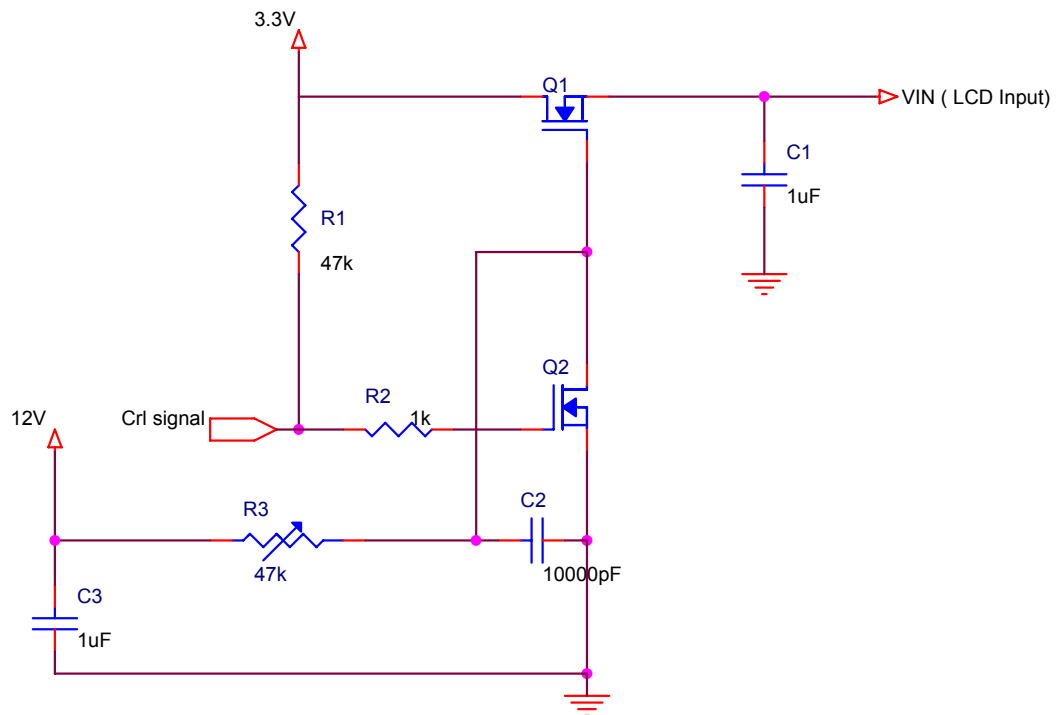 3.3V
Q1
VIN ( LCD Input)
C1
1uF
R1
47k
Q2
R2
1k
Crl signal
12V
R3
47k
C2
10000pF
C3
1uF